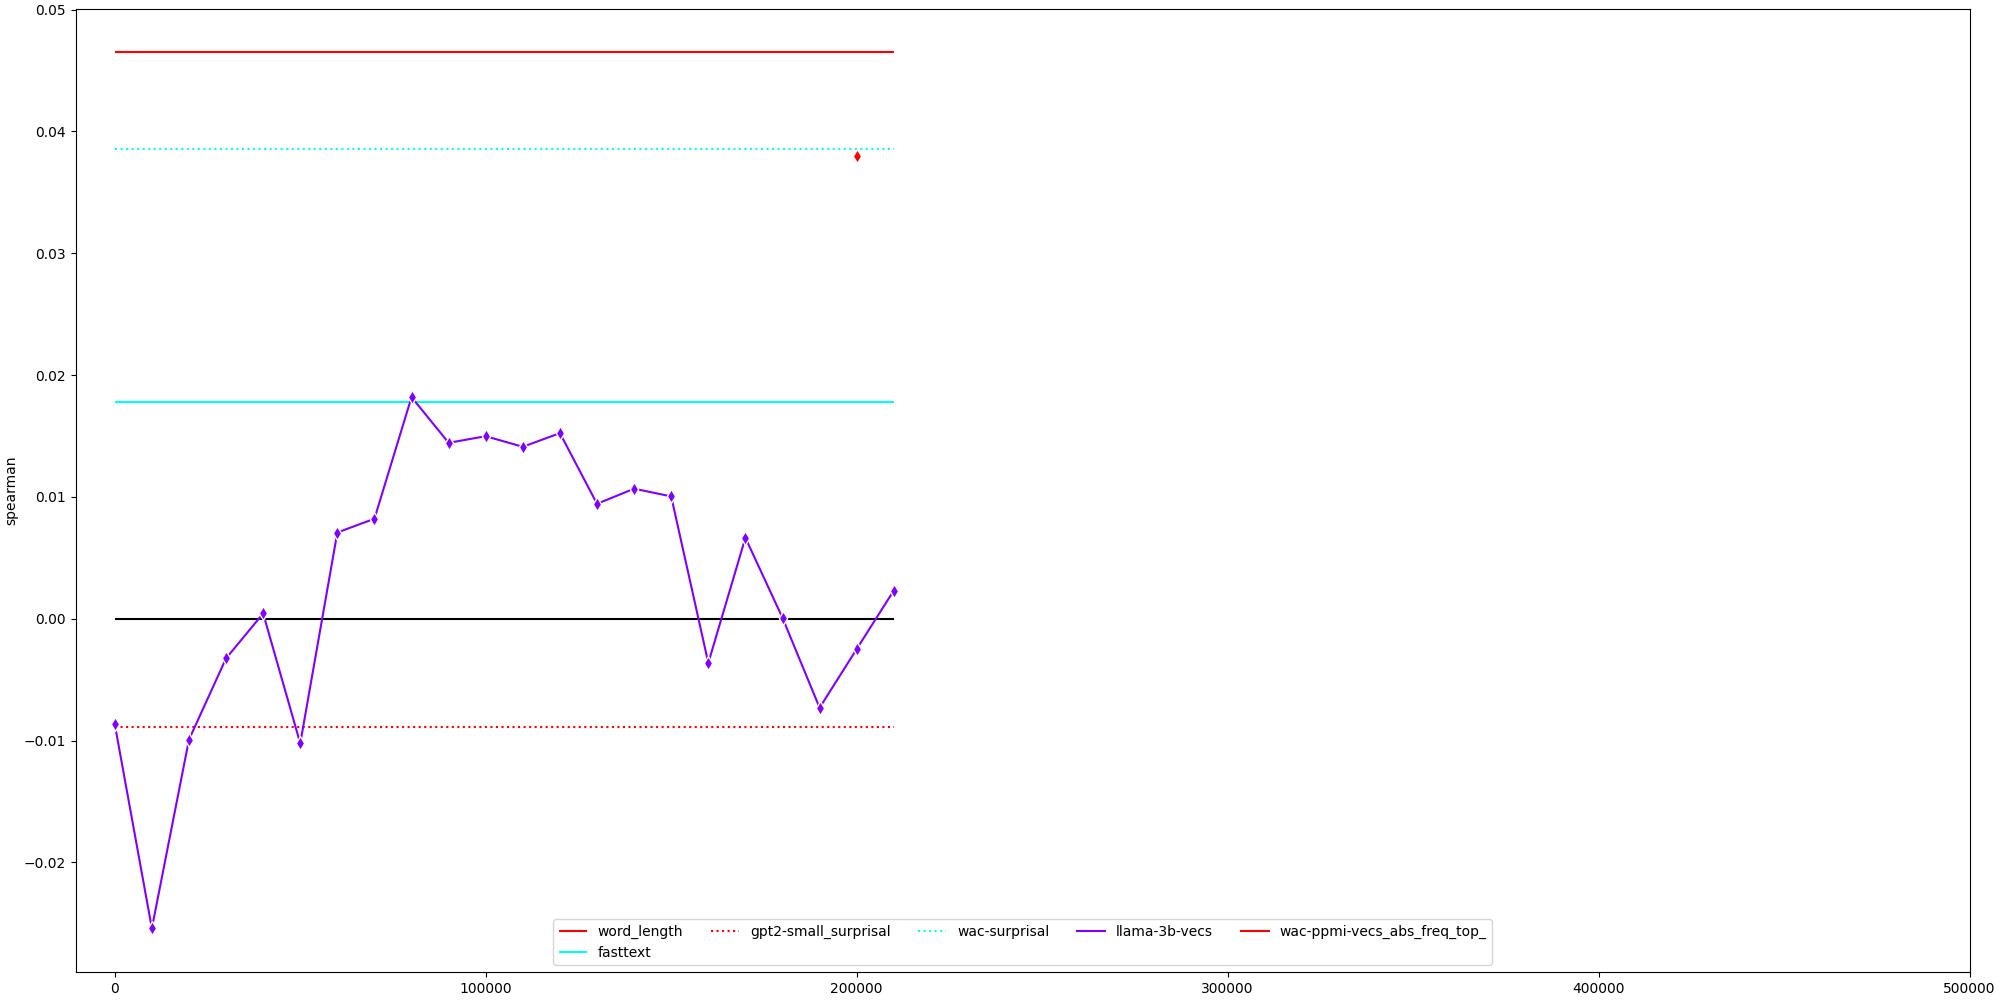 0.05
0.04
0.03
0.02
0.01
0.00
−0.01
−0.02
spearman
word_length gpt2-small_surprisal wac-surprisal llama-3b-vecs wac-ppmi-vecs_abs_freq_top_
fasttext
0 100000 200000 300000 400000 500000